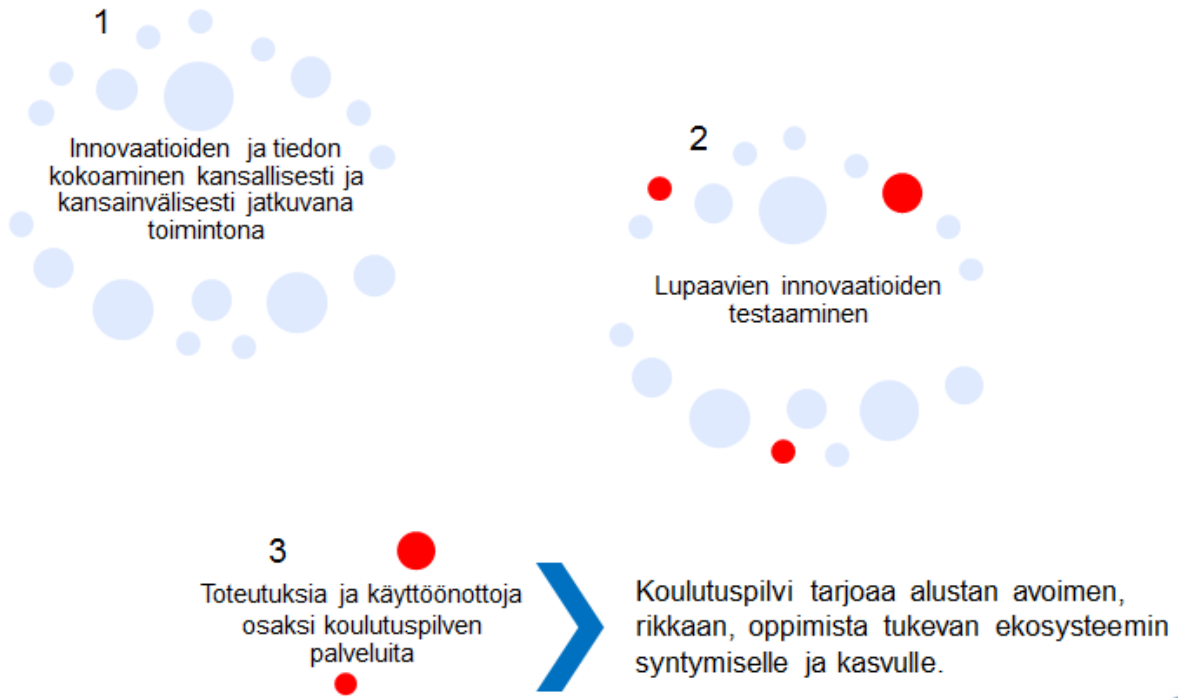 1
Innovaatioiden ja tiedon
kokoaminen kansallisesti ja
kansainvälisesti jatkuvana
toimintona
2
Lupaavien innovaatioiden
testaaminen
3
Toteutuksia ja käyttöönottoja
osaksi koulutuspilven
palveluita
Koulutuspilvi tarjoaa alustan avoimen,
rikkaan, oppimista tukevan ekosysteemin
syntymiselle ja kasvulle.